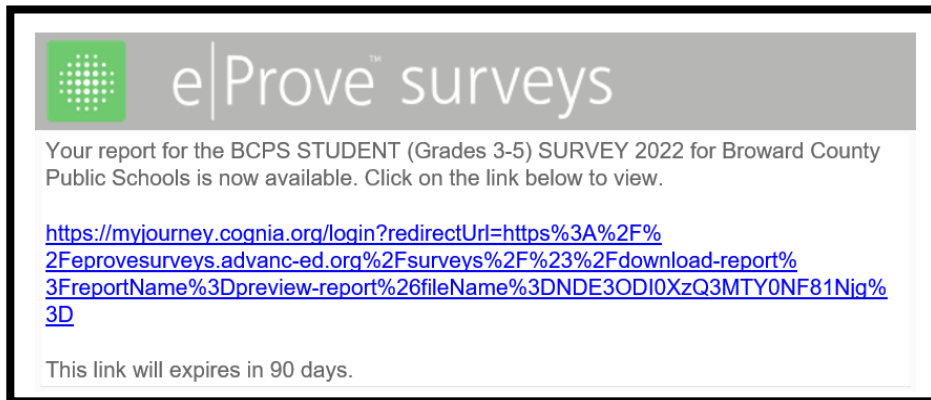 e|Prove™ surveys
Your report for the BCPS STUDENT (Grades 3-5) SURVEY 2022 for Broward County
Public Schools is now available. Click on the link below to view.
https://myjourney.cognia.org/login?redirectUrl=https%3A%2F%
2Feprovesurveys.advanc-ed.org%2Fsurveys%2F%23%2Fdownload-report%
3FreportName%3Dpreview-report%26fileName%3DNDE3ODI0XzQ3MTY0NF81Njg%
3D
This link will expires in 90 days.